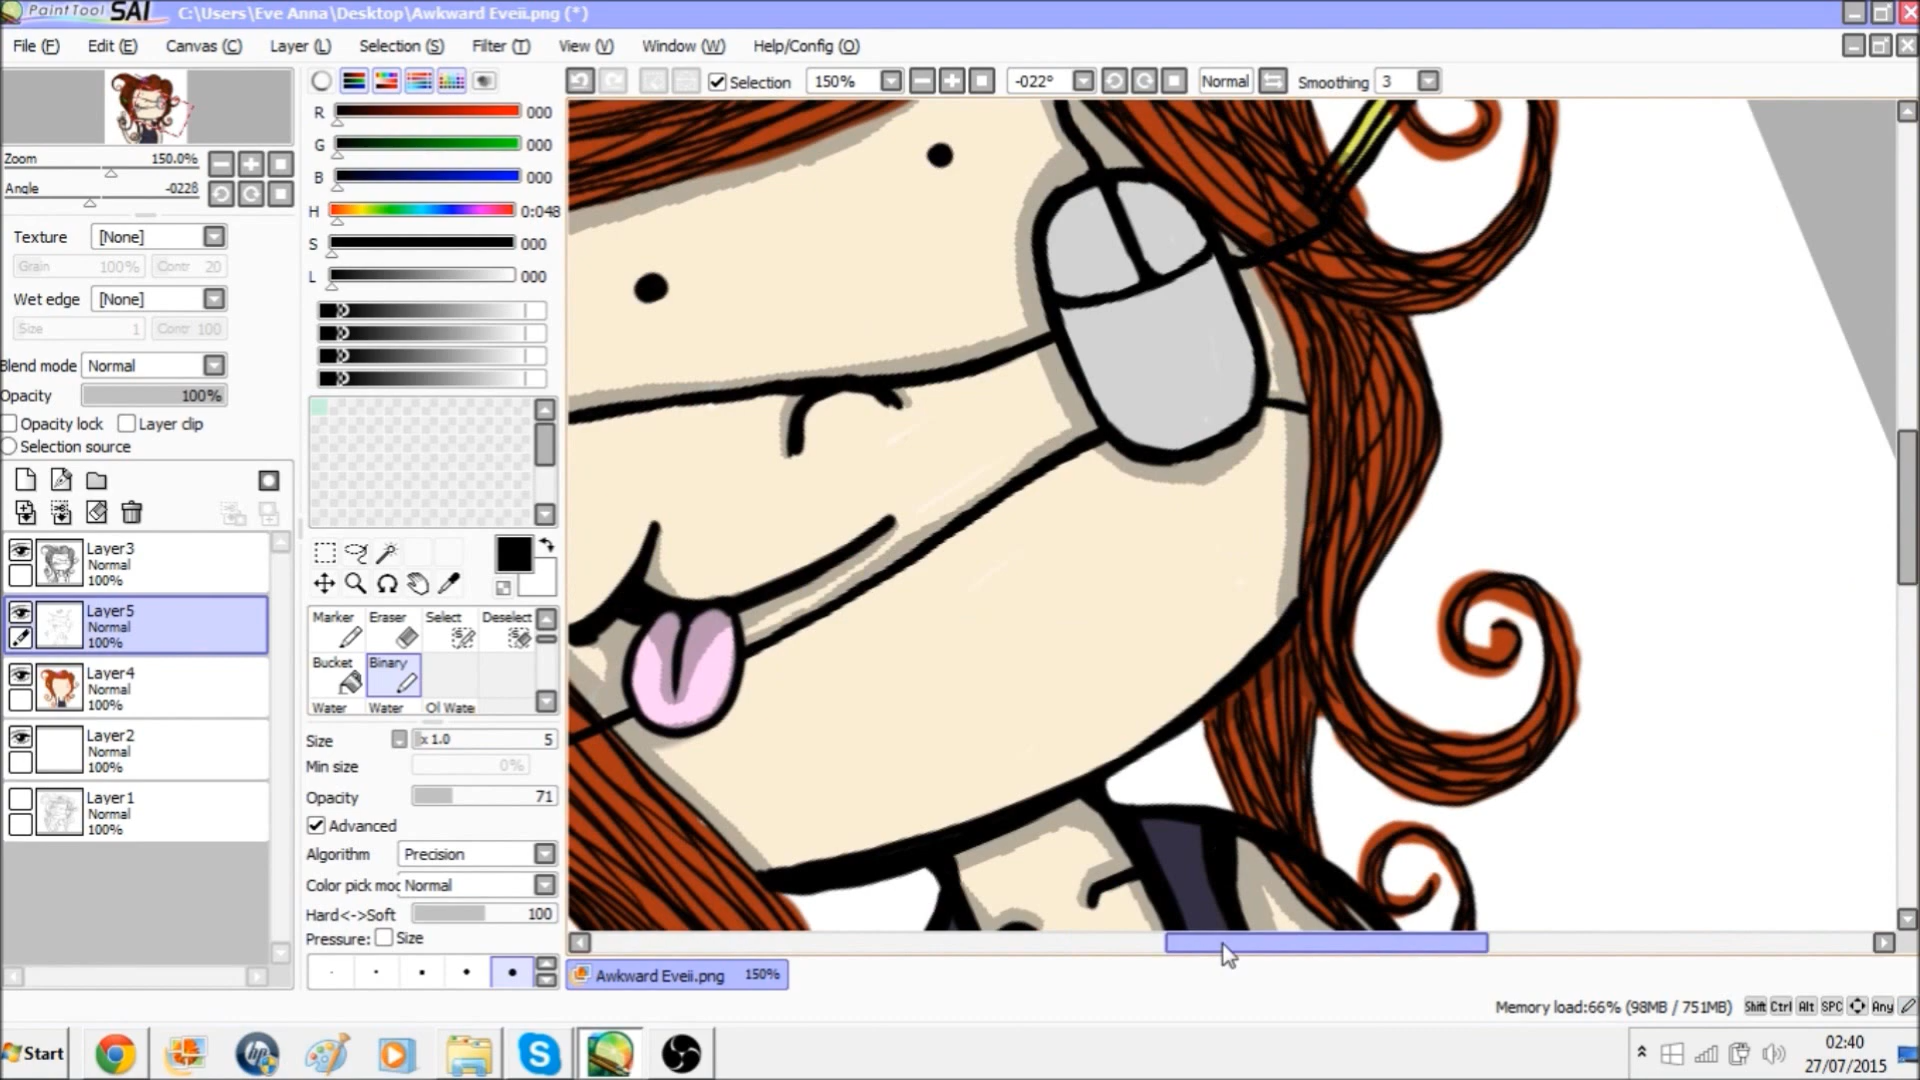 PaintTool SAI C:\Users\Eve Anna\Desktop\Awkward Eveii.png (*)
File (F) Edit (E) Canvas (C) Layer (L) Selection (S) Filter (T) View (V) Window (W) Help/Config (O)
Selection 150% -022° Normal Smoothing 3
Zoom 150.0%
Angle -022ß
Texture [None]
Grain 100% Contr 20
Wet edge [None]
Size 1 Contr 100
Blend mode Normal
Opacity 100%
Opacity lock Layer clip
Selection source
Layer3
Normal
100%
Layer5
Normal
100%
Layer4
Normal
100%
Layer2
Normal
100%
Layer1
Normal
100%
R 000
G 000
B 000
H 0:048
S 000
L 000
Marker Eraser Select Deselect
Bucket Binary
Water Water Ol Wate
Size x 1.0 5
Min size 0%
Opacity 71
Advanced
Algorithm Precision
Color pick moc Normal
Hard<->Soft 100
Pressure: Size
Awkward Eveii.png 150%
Memory load:66% (98MB / 751MB) Shift Ctrl Alt SPC Any
Start
hp
S
02:40
27/07/2015